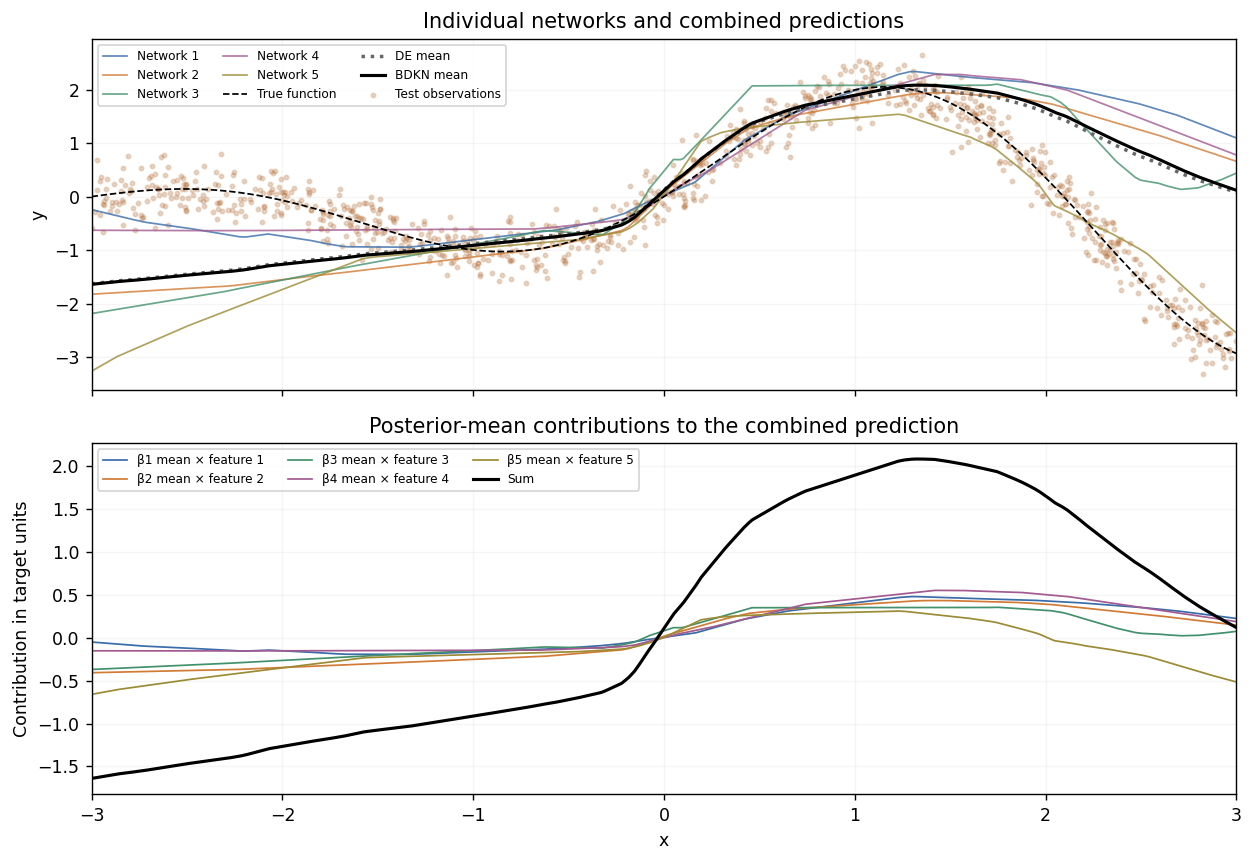 Individual networks and combined predictions
Network 1
Network 2
Network 3
Network 4
Network 5
True function
DE mean
BDKN mean
Test observations
2
1
0
−1
−2
−3
y
Posterior-mean contributions to the combined prediction
β1 mean × feature 1
β2 mean × feature 2
β3 mean × feature 3
β4 mean × feature 4
β5 mean × feature 5
Sum
2.0
1.5
1.0
0.5
0.0
−0.5
−1.0
−1.5
Contribution in target units
−3
−2
−1
0
1
2
3
x